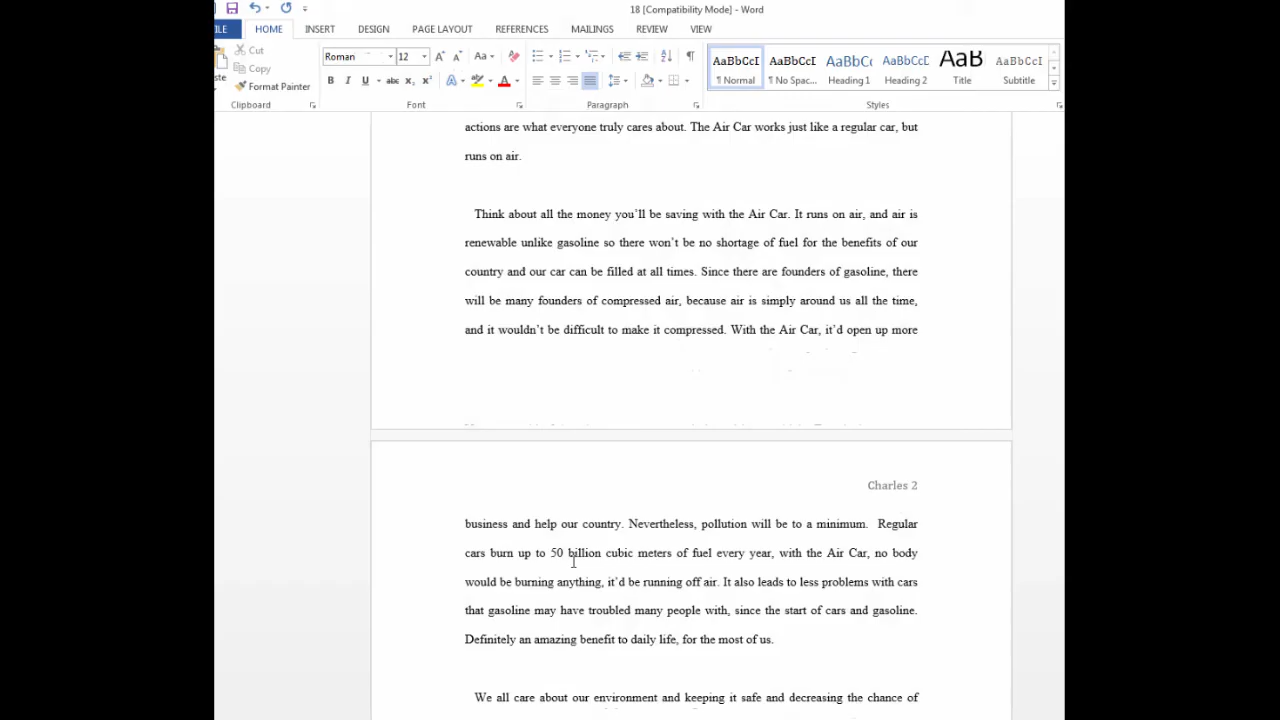 18 [Compatibility Mode] - Word
HOME INSERT DESIGN PAGE LAYOUT REFERENCES MAILINGS REVIEW VIEW
Cut
Copy
Format Painter
Clipboard
Roman 12
Font
Paragraph
AaBbCcI AaBbCcI AaBbCc AaBbCcI AaB AaBbCcI
¶ Normal ¶ No Spac... Heading 1 Heading 2 Title Subtitle
Styles
actions are what everyone truly cares about. The Air Car works just like a regular car, but
runs on air.
Think about all the money you'll be saving with the Air Car. It runs on air, and air is
renewable unlike gasoline so there won't be no shortage of fuel for the benefits of our
country and our car can be filled at all times. Since there are founders of gasoline, there
will be many founders of compressed air, because air is simply around us all the time,
and it wouldn't be difficult to make it compressed. With the Air Car, it'd open up more
Charles 2
business and help our country. Nevertheless, pollution will be to a minimum. Regular
cars burn up to 50 billion cubic meters of fuel every year, with the Air Car, no body
would be burning anything, it'd be running off air. It also leads to less problems with cars
that gasoline may have troubled many people with, since the start of cars and gasoline.
Definitely an amazing benefit to daily life, for the most of us.
We all care about our environment and keeping it safe and decreasing the chance of